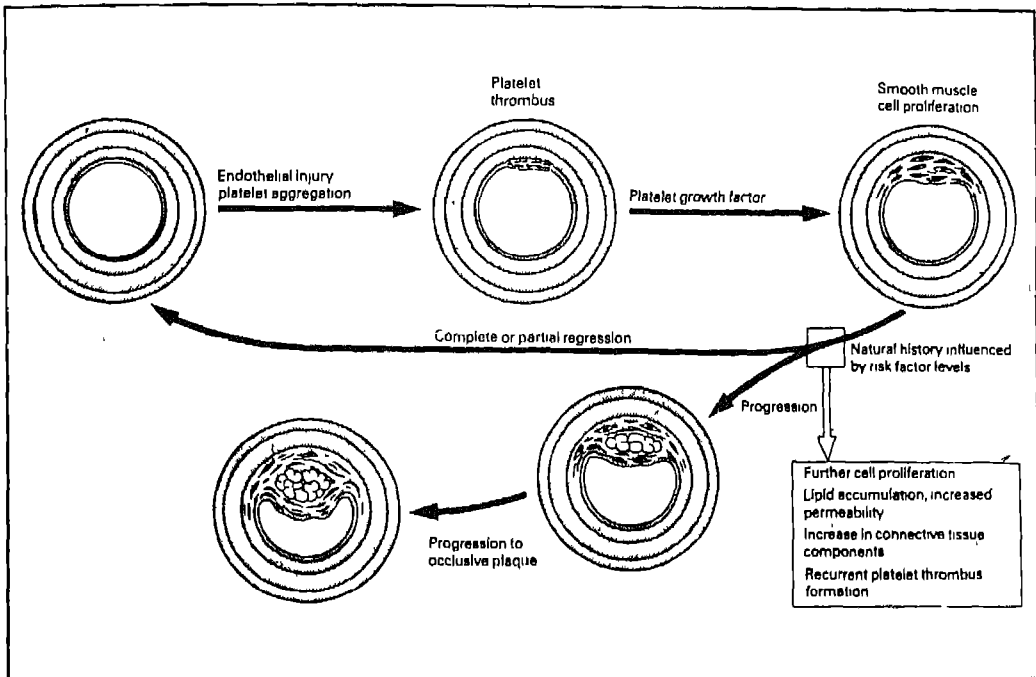 Platelet
thrombus
Smooth muscle
cell proliferation
Endothelial injury
platelet aggregation
Platelet growth factor
Complete or partial regression
Natural history influenced
by risk factor levels
Progression
Further cell proliferation
Lipid accumulation, increased
permeability
Increase in connective tissue
components
Recurrent platelet thrombus
formation
Progression to
occlusive plaque